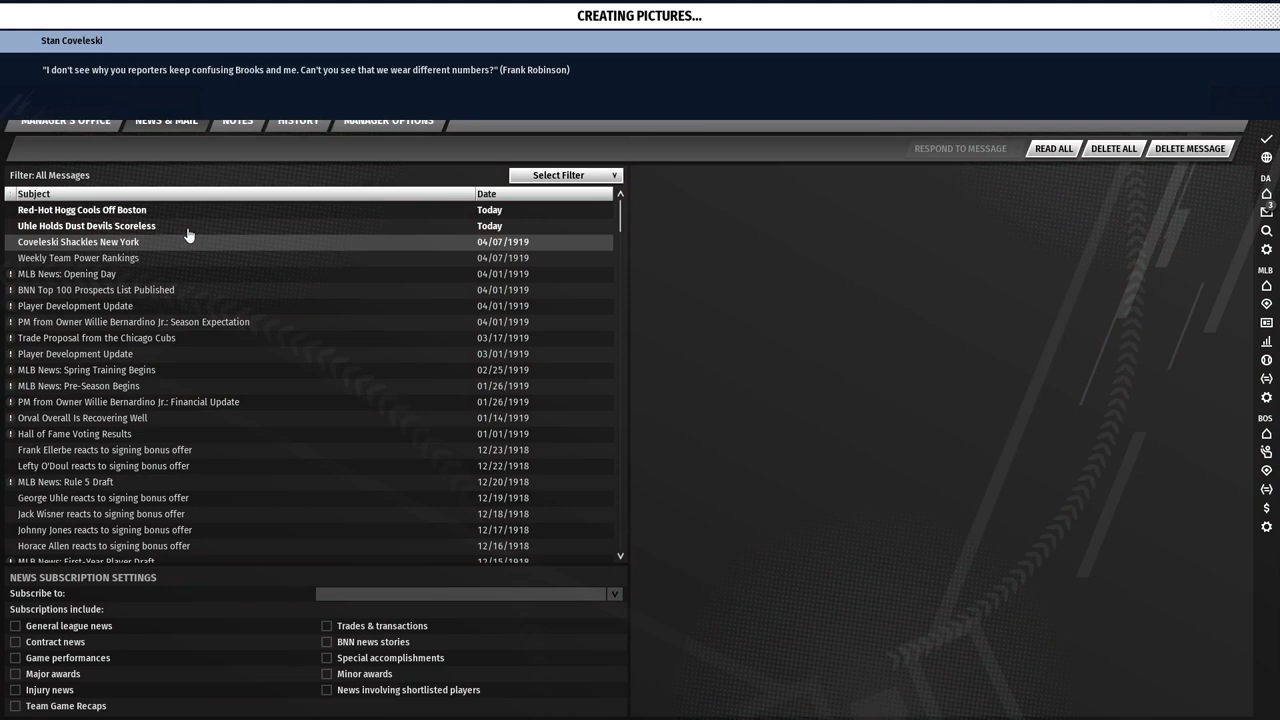 CREATING PICTURES...
Stan Coveleski
"I don't see why you reporters keep confusing Brooks and me. Can't you see that we wear different numbers?" (Frank Robinson)
MANAGER'S OFFICE NEWS & MAIL NOTES HISTORY MANAGER OPTIONS
RESPOND TO MESSAGE READ ALL DELETE ALL DELETE MESSAGE
Filter: All Messages Select Filter
Subject Date
Red-Hot Hogg Cools Off Boston Today
Uhle Holds Dust Devils Scoreless Today
Coveleski Shackles New York 04/07/1919
Weekly Team Power Rankings 04/07/1919
! MLB News: Opening Day 04/01/1919
! BNN Top 100 Prospects List Published 04/01/1919
! Player Development Update 04/01/1919
! PM from Owner Willie Bernardino Jr.: Season Expectation 04/01/1919
! Trade Proposal from the Chicago Cubs 03/17/1919
! Player Development Update 03/01/1919
! MLB News: Spring Training Begins 02/25/1919
! MLB News: Pre-Season Begins 01/26/1919
! PM from Owner Willie Bernardino Jr.: Financial Update 01/26/1919
! Orval Overall Is Recovering Well 01/14/1919
! Hall of Fame Voting Results 01/01/1919
Frank Ellerbe reacts to signing bonus offer 12/23/1918
Lefty O'Doul reacts to signing bonus offer 12/22/1918
! MLB News: Rule 5 Draft 12/20/1918
George Uhle reacts to signing bonus offer 12/19/1918
Jack Wisner reacts to signing bonus offer 12/18/1918
Johnny Jones reacts to signing bonus offer 12/17/1918
Horace Allen reacts to signing bonus offer 12/16/1918
! MLB News: First-Year Player Draft 12/15/1918
NEWS SUBSCRIPTION SETTINGS
Subscribe to:
Subscriptions include:
General league news Trades & transactions
Contract news BNN news stories
Game performances Special accomplishments
Major awards Minor awards
Injury news News involving shortlisted players
Team Game Recaps
DA
3
MLB
BOS
$